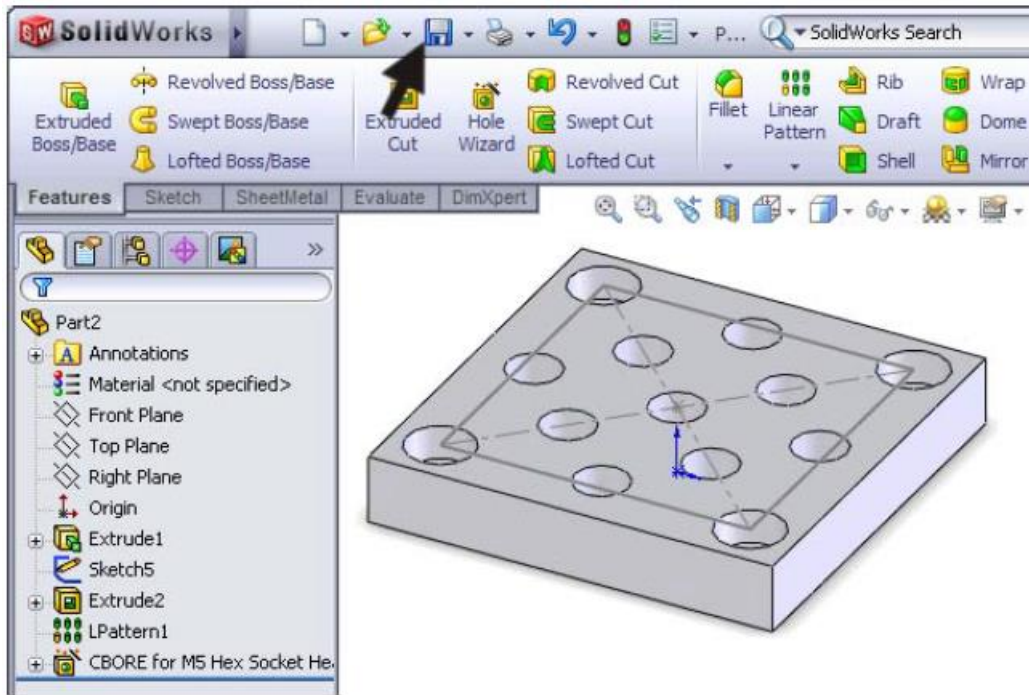 SolidWorks
P...
SolidWorks Search
Extruded
Boss/Base
Revolved Boss/Base
Swept Boss/Base
Lofted Boss/Base
Extruded
Cut
Hole
Wizard
Revolved Cut
Swept Cut
Lofted Cut
Fillet
Linear
Pattern
Rib
Draft
Shell
Wrap
Dome
Mirror
Features
Sketch
SheetMetal
Evaluate
DimXpert
Part2
Annotations
Material <not specified>
Front Plane
Top Plane
Right Plane
Origin
Extrude1
Sketch5
Extrude2
LPattern1
CBORE for M5 Hex Socket He